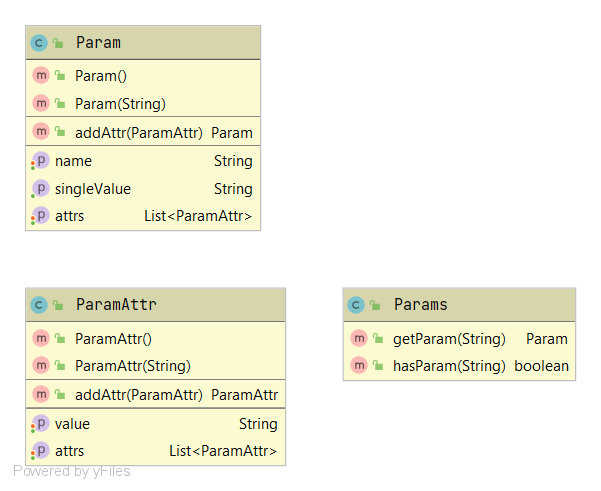 C Param
m Param()
m Param(String)
m addAttr(ParamAttr) Param
p name String
p singleValue String
p attrs List<ParamAttr>
C ParamAttr
m ParamAttr()
m ParamAttr(String)
m addAttr(ParamAttr) ParamAttr
p value String
p attrs List<ParamAttr>
C Params
m getParam(String) Param
m hasParam(String) boolean
Powered by yFiles